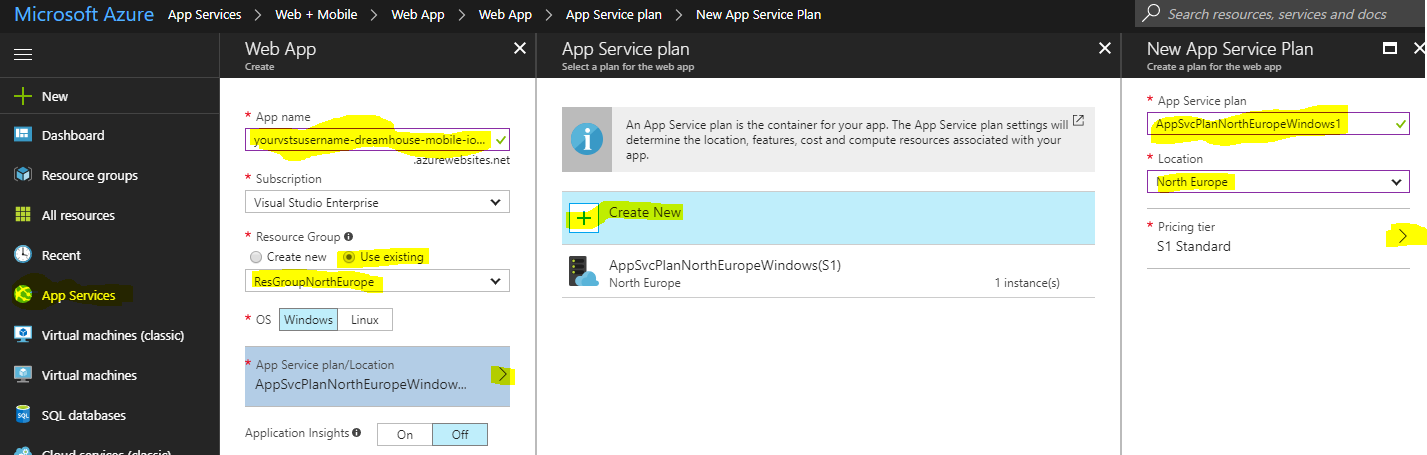 Microsoft Azure App Services > Web + Mobile > Web App > Web App > App Service plan > New App Service Plan
Search resources, services and docs
New
Dashboard
Resource groups
All resources
Recent
App Services
Virtual machines (classic)
Virtual machines
SQL databases
Cloud services (classic)
Web App
Create
* App name
yourvstsusername-dreamhouse-mobile-io...
.azurewebsites.net
* Subscription
Visual Studio Enterprise
* Resource Group
Create new Use existing
ResGroupNorthEurope
* OS Windows Linux
* App Service plan/Location
AppSvcPlanNorthEuropeWindow...
Application Insights On Off
App Service plan
Select a plan for the web app
An App Service plan is the container for your app. The App Service plan settings will
determine the location, features, cost and compute resources associated with your
app.
Create New
AppSvcPlanNorthEuropeWindows(S1)
North Europe 1 instance(s)
New App Service Plan
Create a plan for the web app
* App Service plan
AppSvcPlanNorthEuropeWindows1
* Location
North Europe
* Pricing tier
S1 Standard